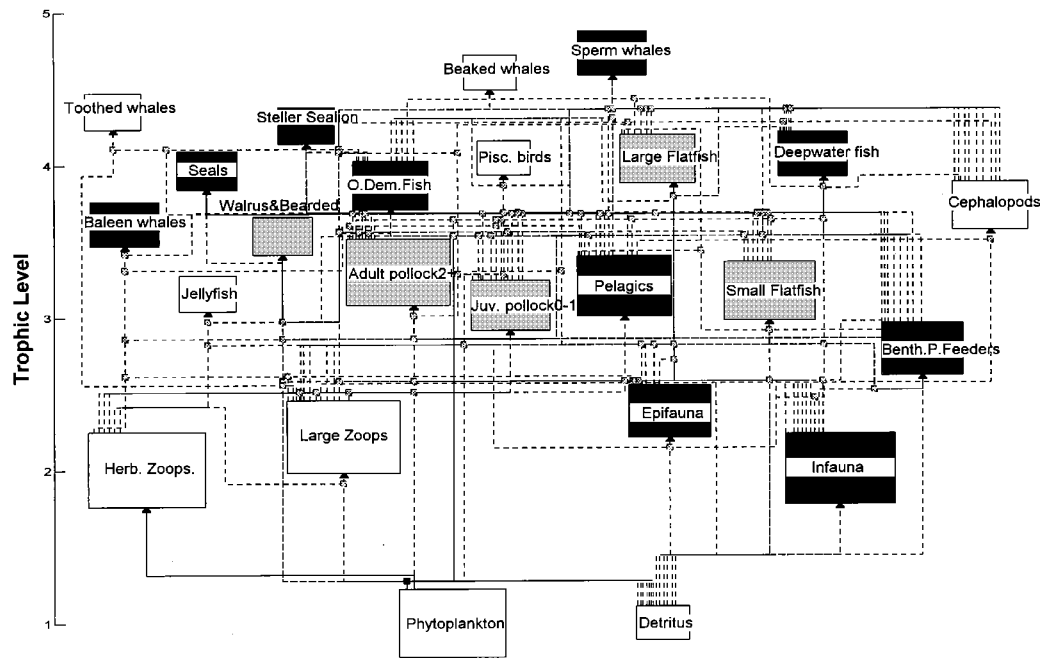 5
Sperm whales
Beaked whales
Toothed whales
Steller Sealion
4
Pisc. birds
Large Flatfish
Deepwater fish
Seals
O.Dem.Fish
Cephalopods
Walrus&Bearded
Baleen whales
Adult pollock2+
Pelagics
Small Flatfish
Jellyfish
Juv. pollock0-1
3
Trophic Level
Benth.P.Feeders
Epifauna
Large Zoops
Herb. Zoops.
Infauna
2
Phytoplankton
Detritus
1